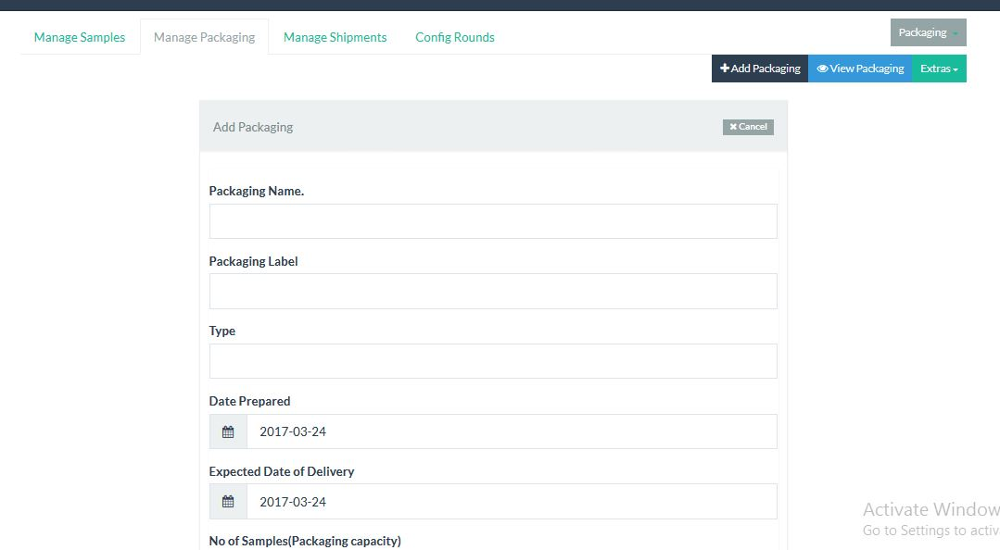 Manage Samples
Manage Packaging
Manage Shipments
Config Rounds
Packaging
Add Packaging
View Packaging
Extras
Add Packaging
Cancel
Packaging Name.
Packaging Label
Type
Date Prepared
2017-03-24
Expected Date of Delivery
2017-03-24
No of Samples(Packaging capacity)
Activate Window
Go to Settings to activ